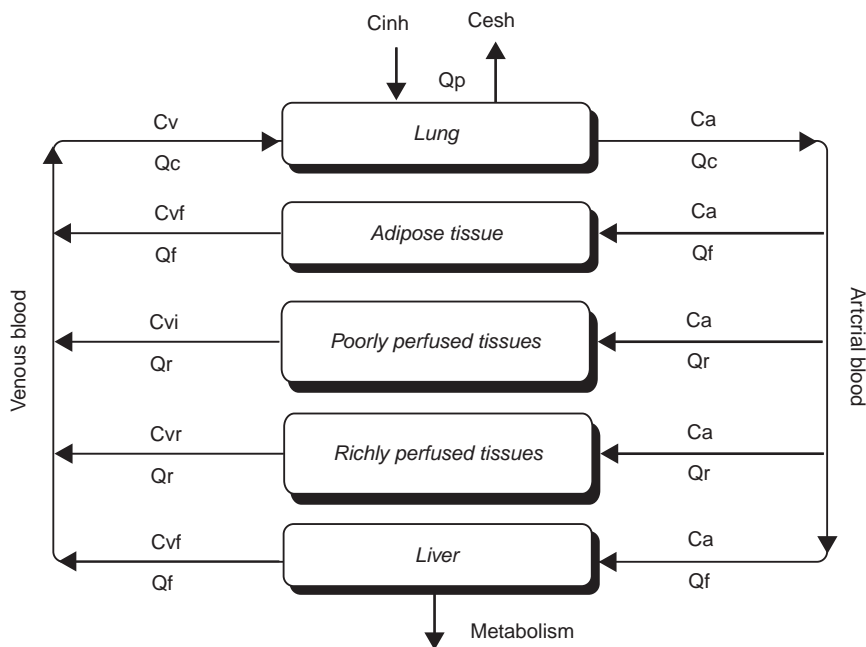 Cinh Cesh
Qp
Cv Lung Ca
Qc Qc
Cvf Adipose tissue Ca
Qf Qf
Cvi Poorly perfused tissues Ca
Qr Qr
Venous blood
Artcrial blood
Cvr Richly perfused tissues Ca
Qr Qr
Cvf Liver Ca
Qf Qf
Metabolism